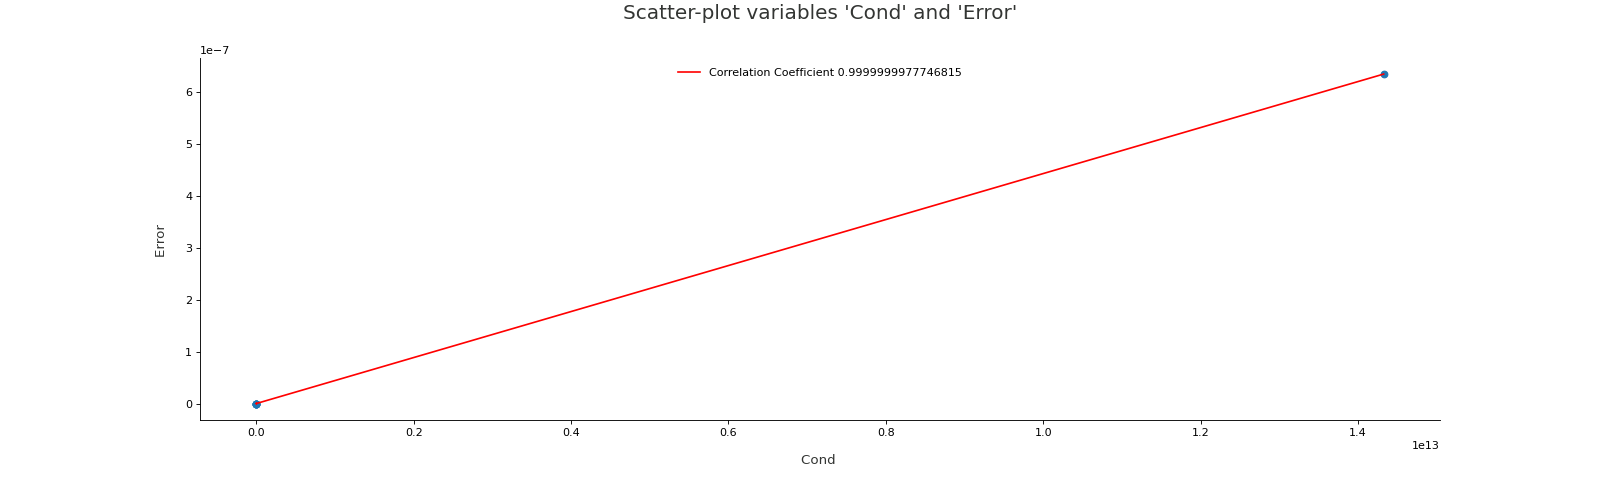 Scatter-plot variables 'Cond' and 'Error'
1e−7
Correlation Coefficient 0.9999999977746815
6
5
4
3
2
1
0
Error
0.0 0.2 0.4 0.6 0.8 1.0 1.2 1.4
1e13
Cond